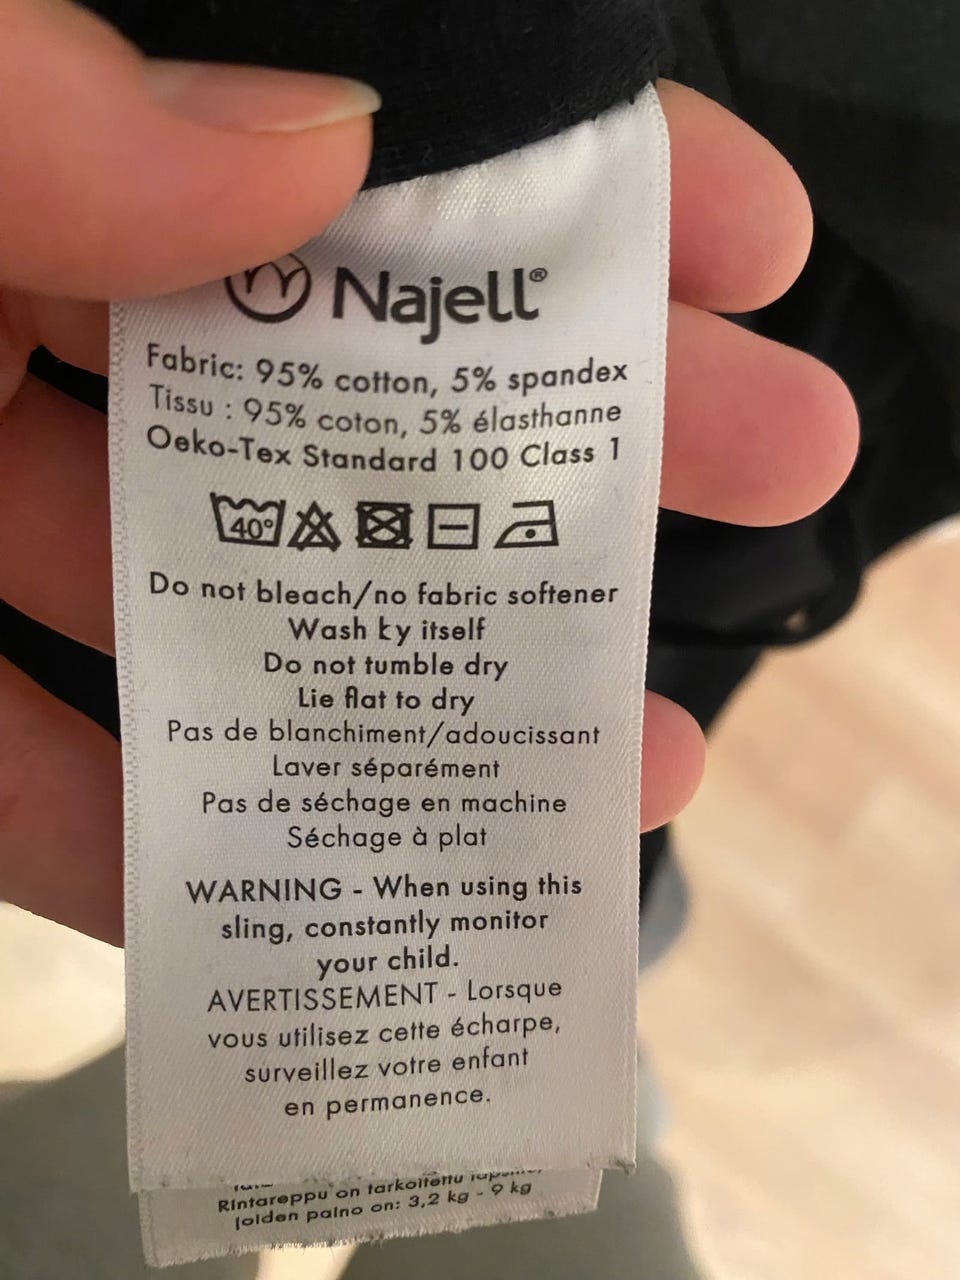 Najell®
Fabric: 95% cotton, 5% spandex
Tissu : 95% coton, 5% élasthanne
Oeko-Tex Standard 100 Class 1
40°
Do not bleach/no fabric softener
Wash by itself
Do not tumble dry
Lie flat to dry
Pas de blanchiment/adoucissant
Laver séparément
Pas de séchage en machine
Séchage à plat
WARNING - When using this
sling, constantly monitor
your child.
AVERTISSEMENT - Lorsque
vous utilisez cette écharpe,
surveillez votre enfant
en permanence.
Rintareppu on tarkoitettu
joiden paino on: 3,2 kg - 9 kg